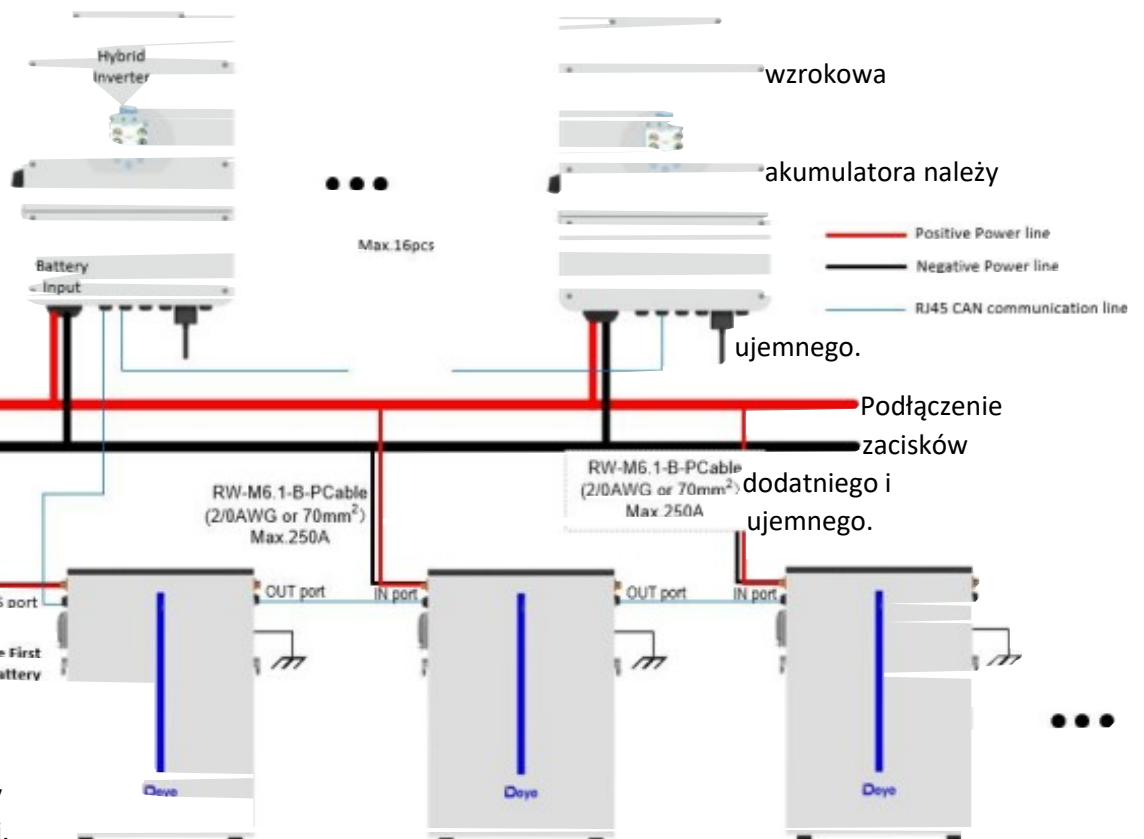 Hybrid
Inverter
wzrokowa
akumulatora należy
Max.16pcs
Positive Power line
Negative Power line
RJ45 CAN communication line
Battery
Input
ujemnego.
Podłączenie
zacisków
dodatniego i
ujemnego.
RW-M6.1-B-PCable
(2/0AWG or 70mm²)
Max.250A
RW-M6.1-B-PCable
(2/0AWG or 70mm²)
Max.250A
port
OUT port
IN port
OUT port
IN port
First
Deye
Deye
Deye